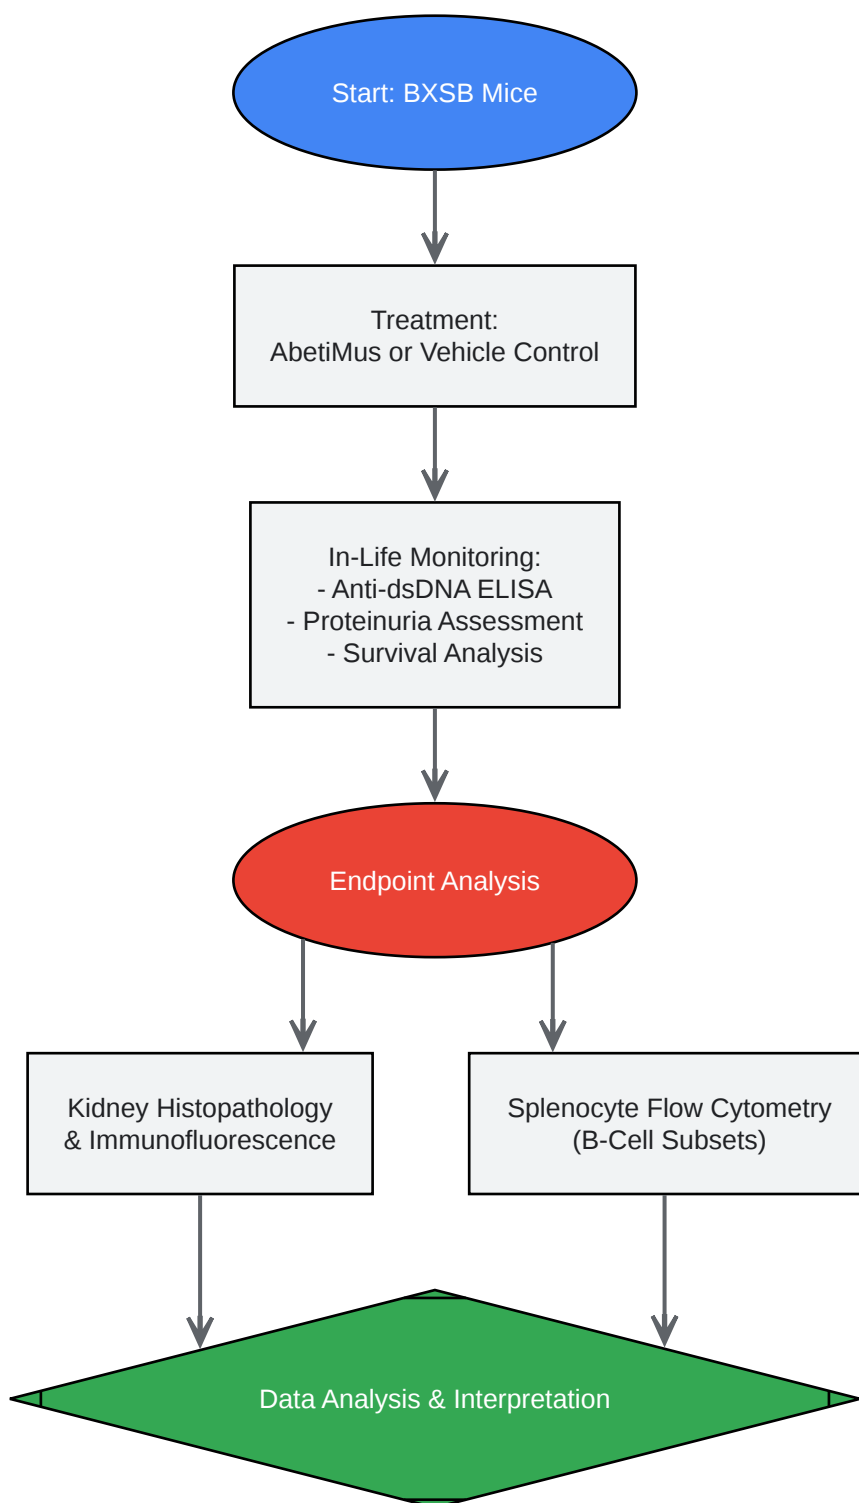 Start: BXSB Mice
Treatment:
AbetiMus or Vehicle Control
In-Life Monitoring:
- Anti-dsDNA ELISA
- Proteinuria Assessment
- Survival Analysis
Endpoint Analysis
Kidney Histopathology
& Immunofluorescence
Splenocyte Flow Cytometry
(B-Cell Subsets)
Data Analysis & Interpretation